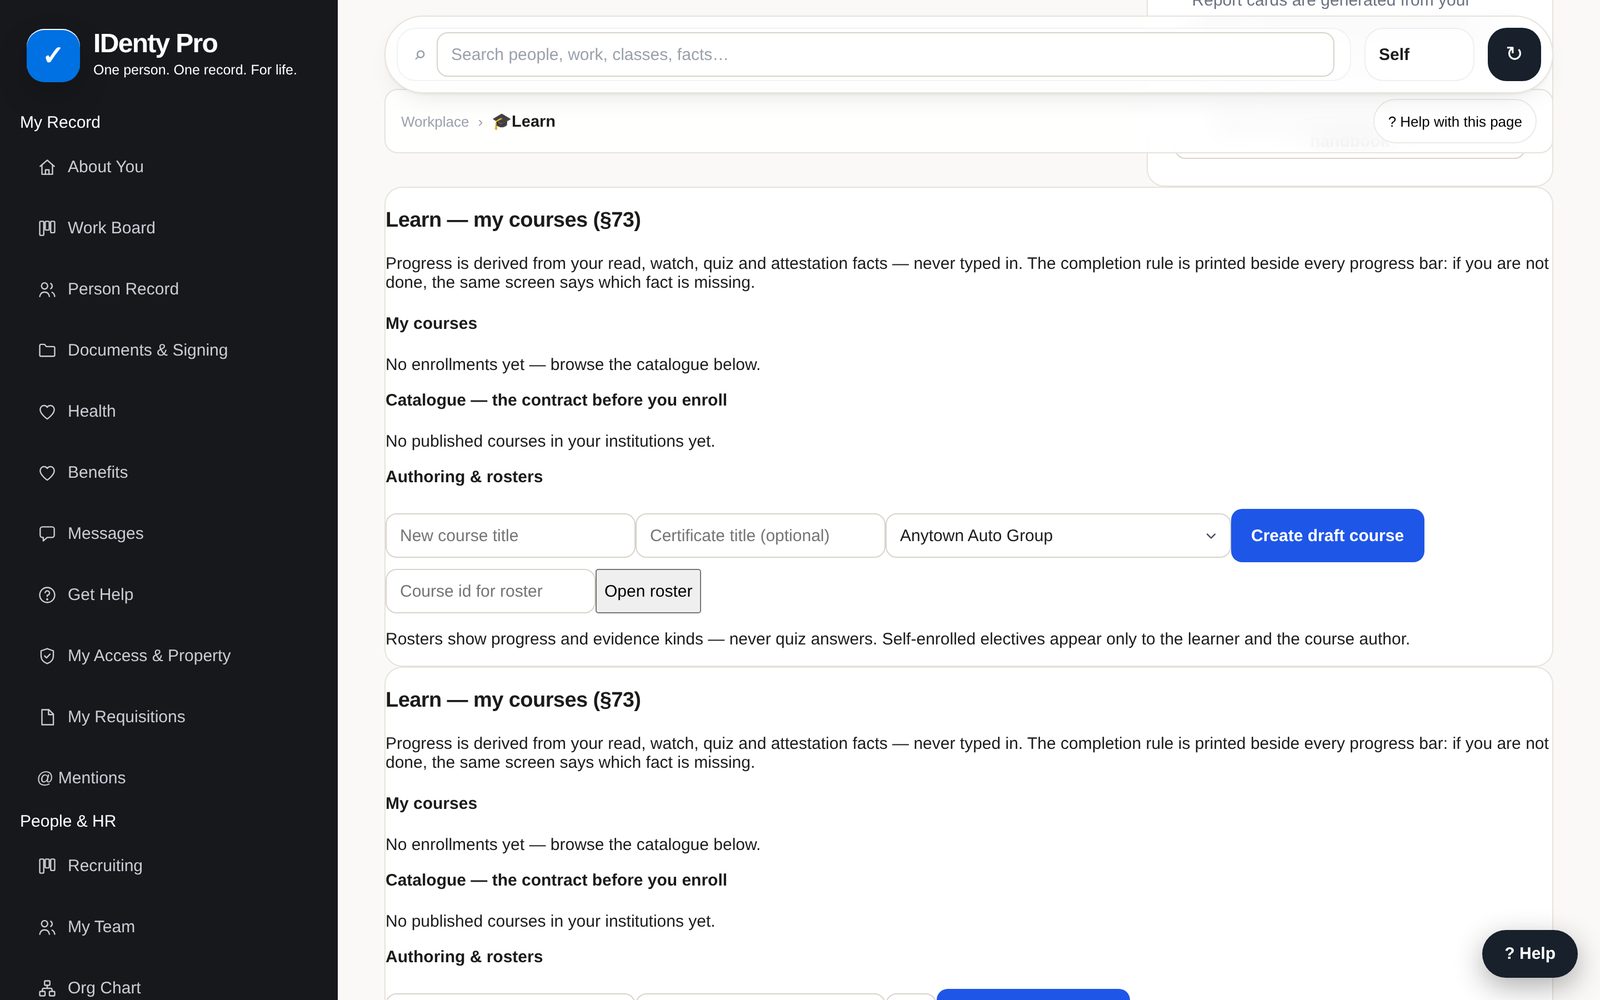 IDenty Pro
One person. One record. For life.
My Record
About You
Work Board
Person Record
Documents & Signing
Health
Benefits
Messages
Get Help
My Access & Property
My Requisitions
@ Mentions
People & HR
Recruiting
My Team
Org Chart
Report cards are generated from your
Search people, work, classes, facts…
Self
Workplace › 🎓Learn
? Help with this page
handbook
Learn — my courses (§73)
Progress is derived from your read, watch, quiz and attestation facts — never typed in. The completion rule is printed beside every progress bar: if you are not
done, the same screen says which fact is missing.
My courses
No enrollments yet — browse the catalogue below.
Catalogue — the contract before you enroll
No published courses in your institutions yet.
Authoring & rosters
New course title
Certificate title (optional)
Anytown Auto Group
Create draft course
Course id for roster
Open roster
Rosters show progress and evidence kinds — never quiz answers. Self-enrolled electives appear only to the learner and the course author.
Learn — my courses (§73)
Progress is derived from your read, watch, quiz and attestation facts — never typed in. The completion rule is printed beside every progress bar: if you are not
done, the same screen says which fact is missing.
My courses
No enrollments yet — browse the catalogue below.
Catalogue — the contract before you enroll
No published courses in your institutions yet.
Authoring & rosters
? Help